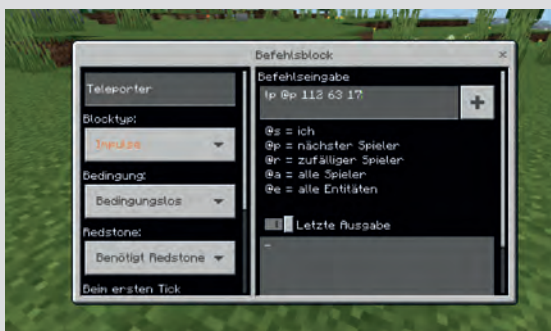 Befehlsblock
Teleporter
Blocktyp:
Impulse
Bedingung:
Bedingungslos
Redstone:
Benötigt Redstone
Beim ersten Tick
Befehlseingabe
tp @p 112 63 17
@s = ich
@p = nächster Spieler
@r = zufälliger Spieler
@a = alle Spieler
@e = alle Entitäten
Letzte Ausgabe
-